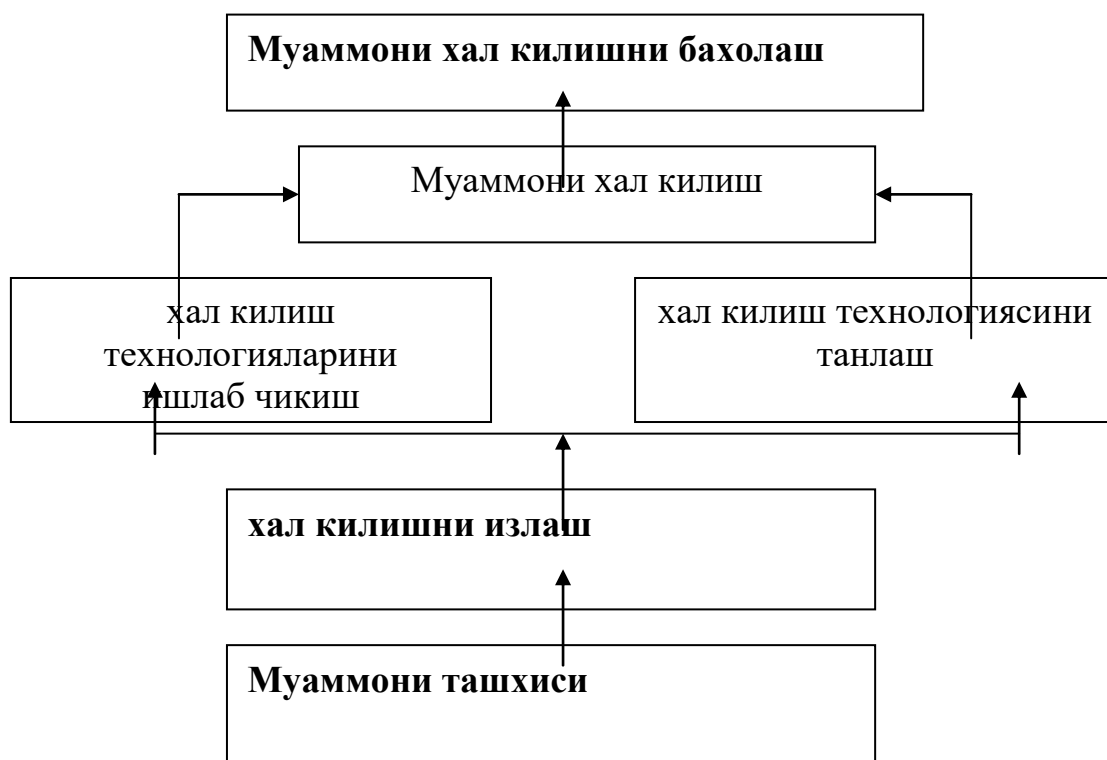 Муаммони хал килишни бахолаш
Муаммони хал килиш
хал килиш
технологияларини
ишлаб чикиш
хал килиш технологиясини
танлаш
хал килишни излаш
Муаммони ташхиси